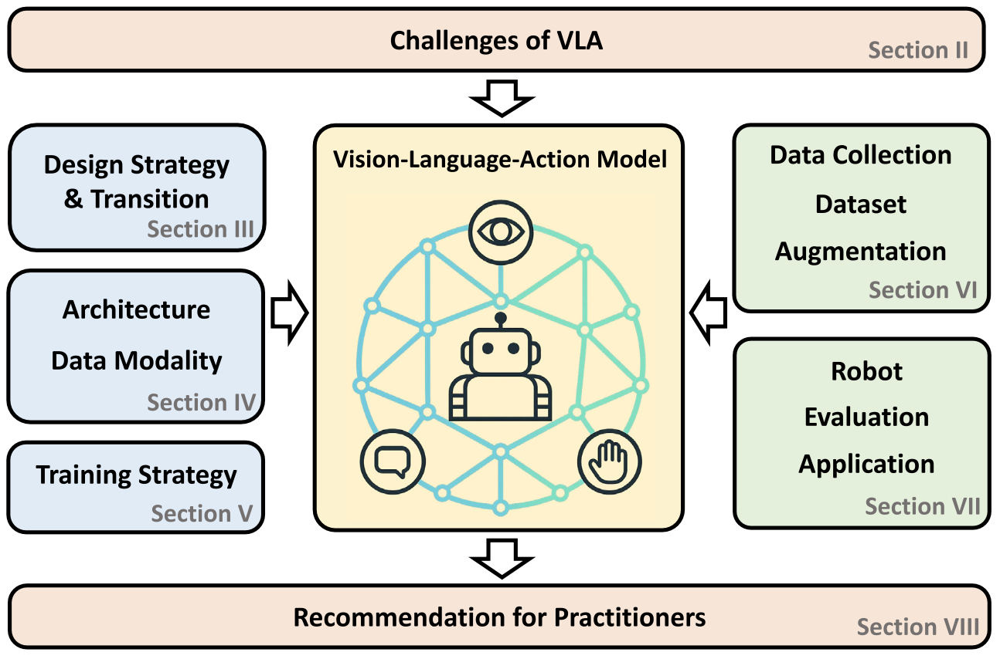 Challenges of VLA
Section II
Design Strategy
& Transition
Section III
Architecture
Data Modality
Section IV
Training Strategy
Section V
Vision-Language-Action Model
Data Collection
Dataset
Augmentation
Section VI
Robot
Evaluation
Application
Section VII
Recommendation for Practitioners
Section VIII